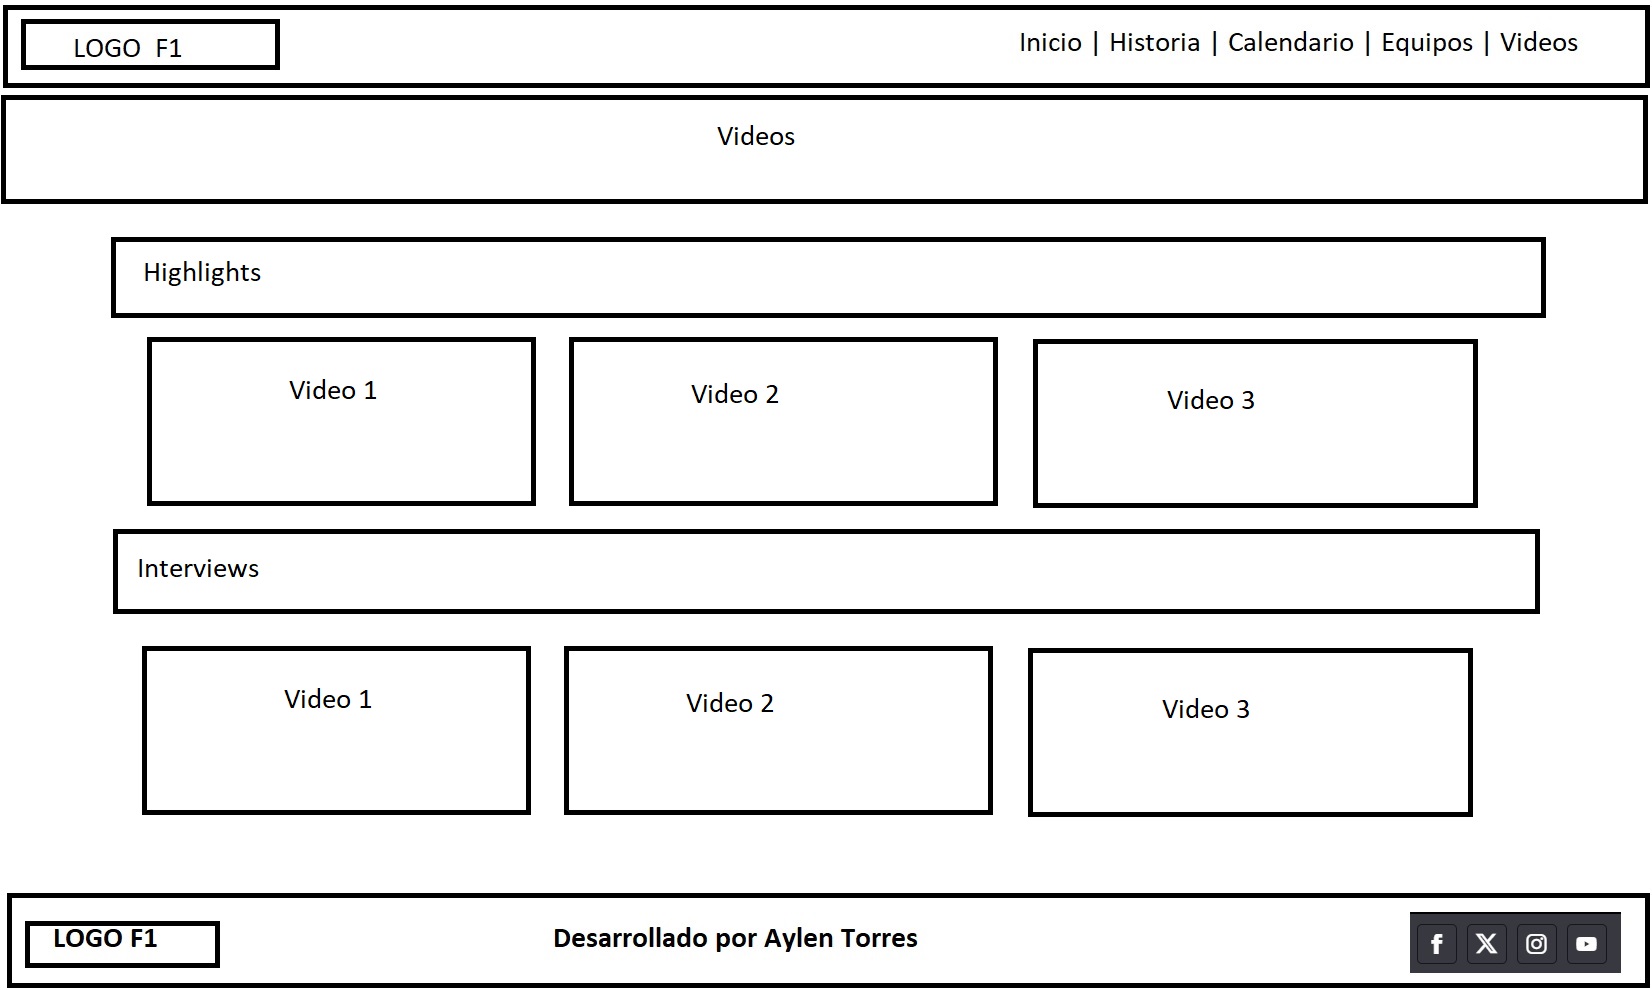 LOGO  F1
Inicio | Historia | Calendario | Equipos | Videos
Videos
Highlights
Video 1
Video 2
Video 3
Interviews
Video 1
Video 2
Video 3
LOGO F1
Desarrollado por Aylen Torres